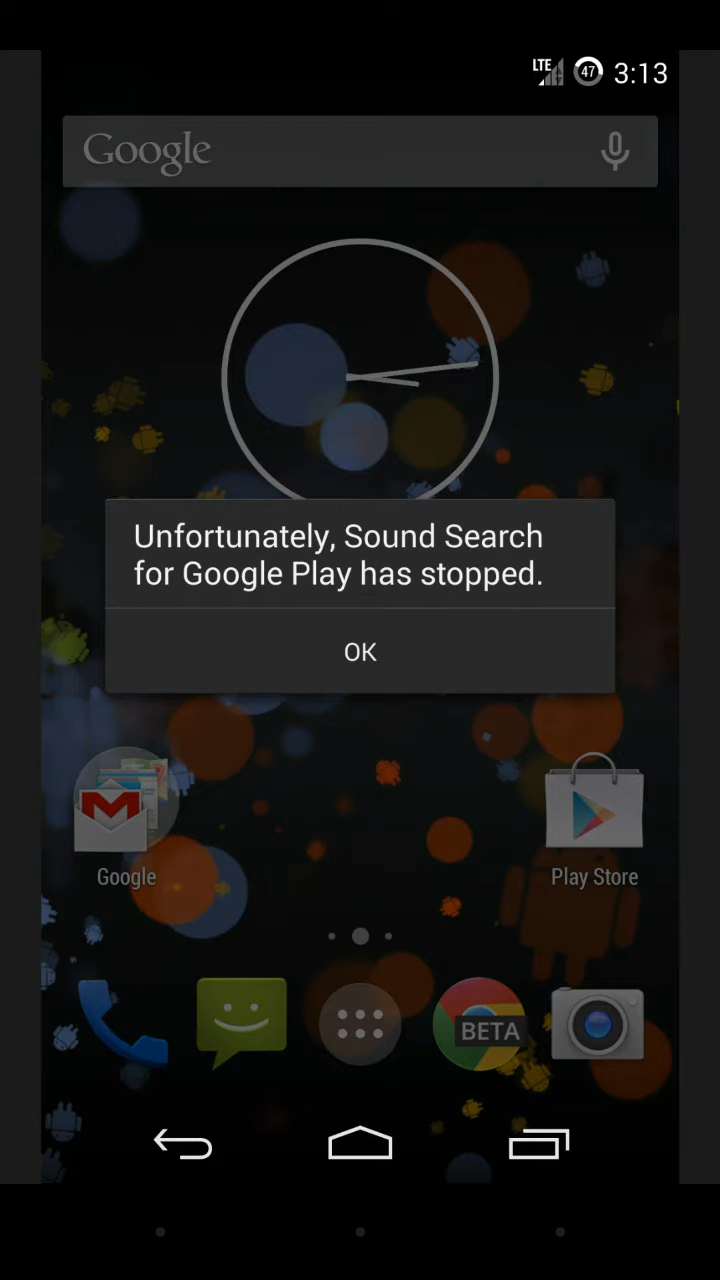 LTE 47 3:13
Google
Unfortunately, Sound Search
for Google Play has stopped.
OK
Google
Play Store
BETA